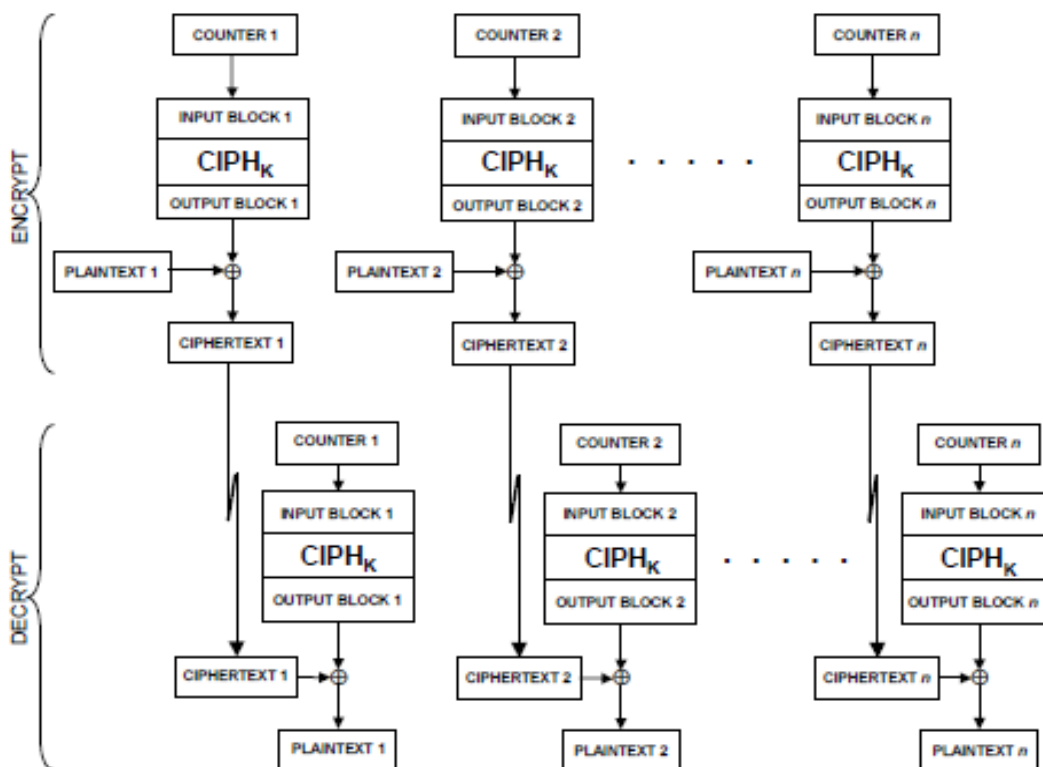 COUNTER 1 COUNTER 2 COUNTER n
INPUT BLOCK 1 INPUT BLOCK 2 INPUT BLOCK n
CIPHK CIPHK CIPHK
OUTPUT BLOCK 1 OUTPUT BLOCK 2 OUTPUT BLOCK n
ENCRYPT
PLAINTEXT 1 PLAINTEXT 2 PLAINTEXT n
CIPHERTEXT 1 CIPHERTEXT 2 CIPHERTEXT n
COUNTER 1 COUNTER 2 COUNTER n
INPUT BLOCK 1 INPUT BLOCK 2 INPUT BLOCK n
CIPHK CIPHK CIPHK
OUTPUT BLOCK 1 OUTPUT BLOCK 2 OUTPUT BLOCK n
DECRYPT
CIPHERTEXT 1 CIPHERTEXT 2 CIPHERTEXT n
PLAINTEXT 1 PLAINTEXT 2 PLAINTEXT n